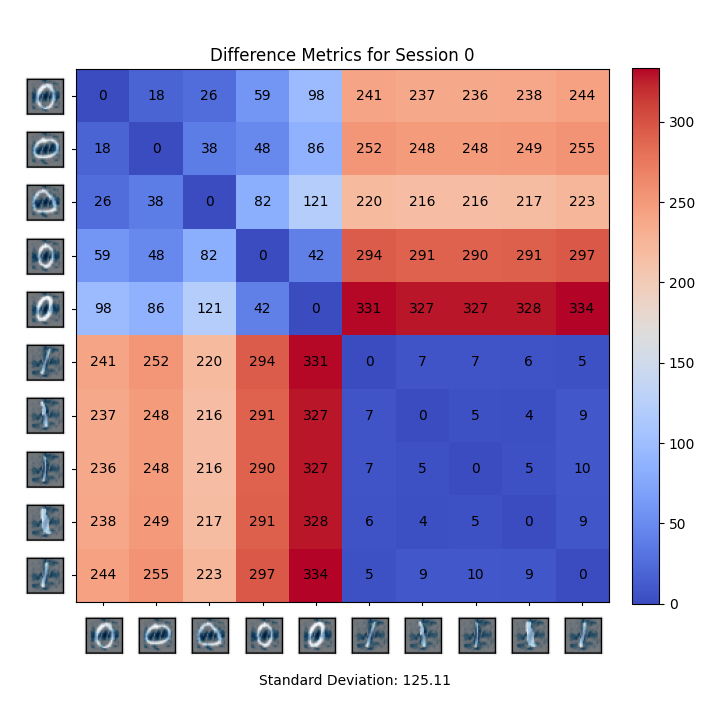 Difference Metrics for Session 0
0 18 26 59 98 241 237 236 238 244
18 0 38 48 86 252 248 248 249 255
26 38 0 82 121 220 216 216 217 223
59 48 82 0 42 294 291 290 291 297
98 86 121 42 0 331 327 327 328 334
241 252 220 294 331 0 7 7 6 5
237 248 216 291 327 7 0 5 4 9
236 248 216 290 327 7 5 0 5 10
238 249 217 291 328 6 4 5 0 9
244 255 223 297 334 5 9 10 9 0
300
250
200
150
100
50
0
Standard Deviation: 125.11